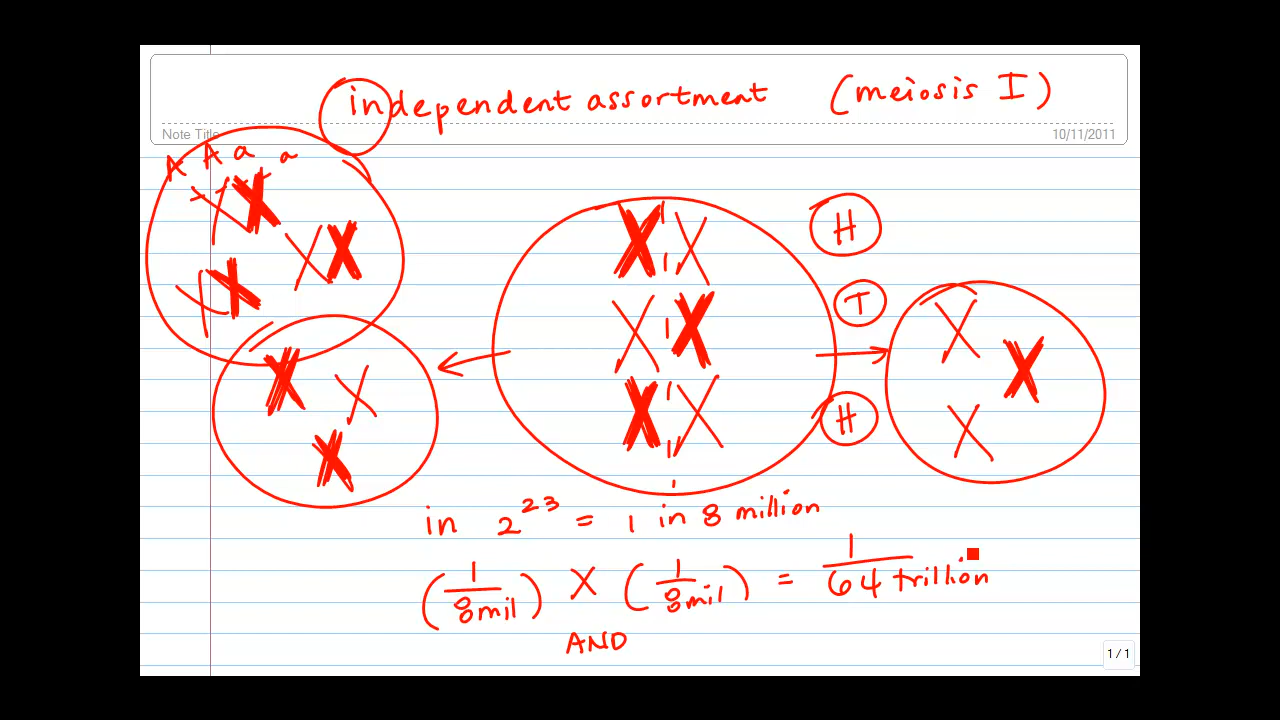 independent assortment (meiosis I)
Note Title
10/11/2011
A A a a
H
T
H
in 2^23 = 1 in 8 million
(1/8mil) X (1/8mil) = 1/64 trillion
AND
1 / 1